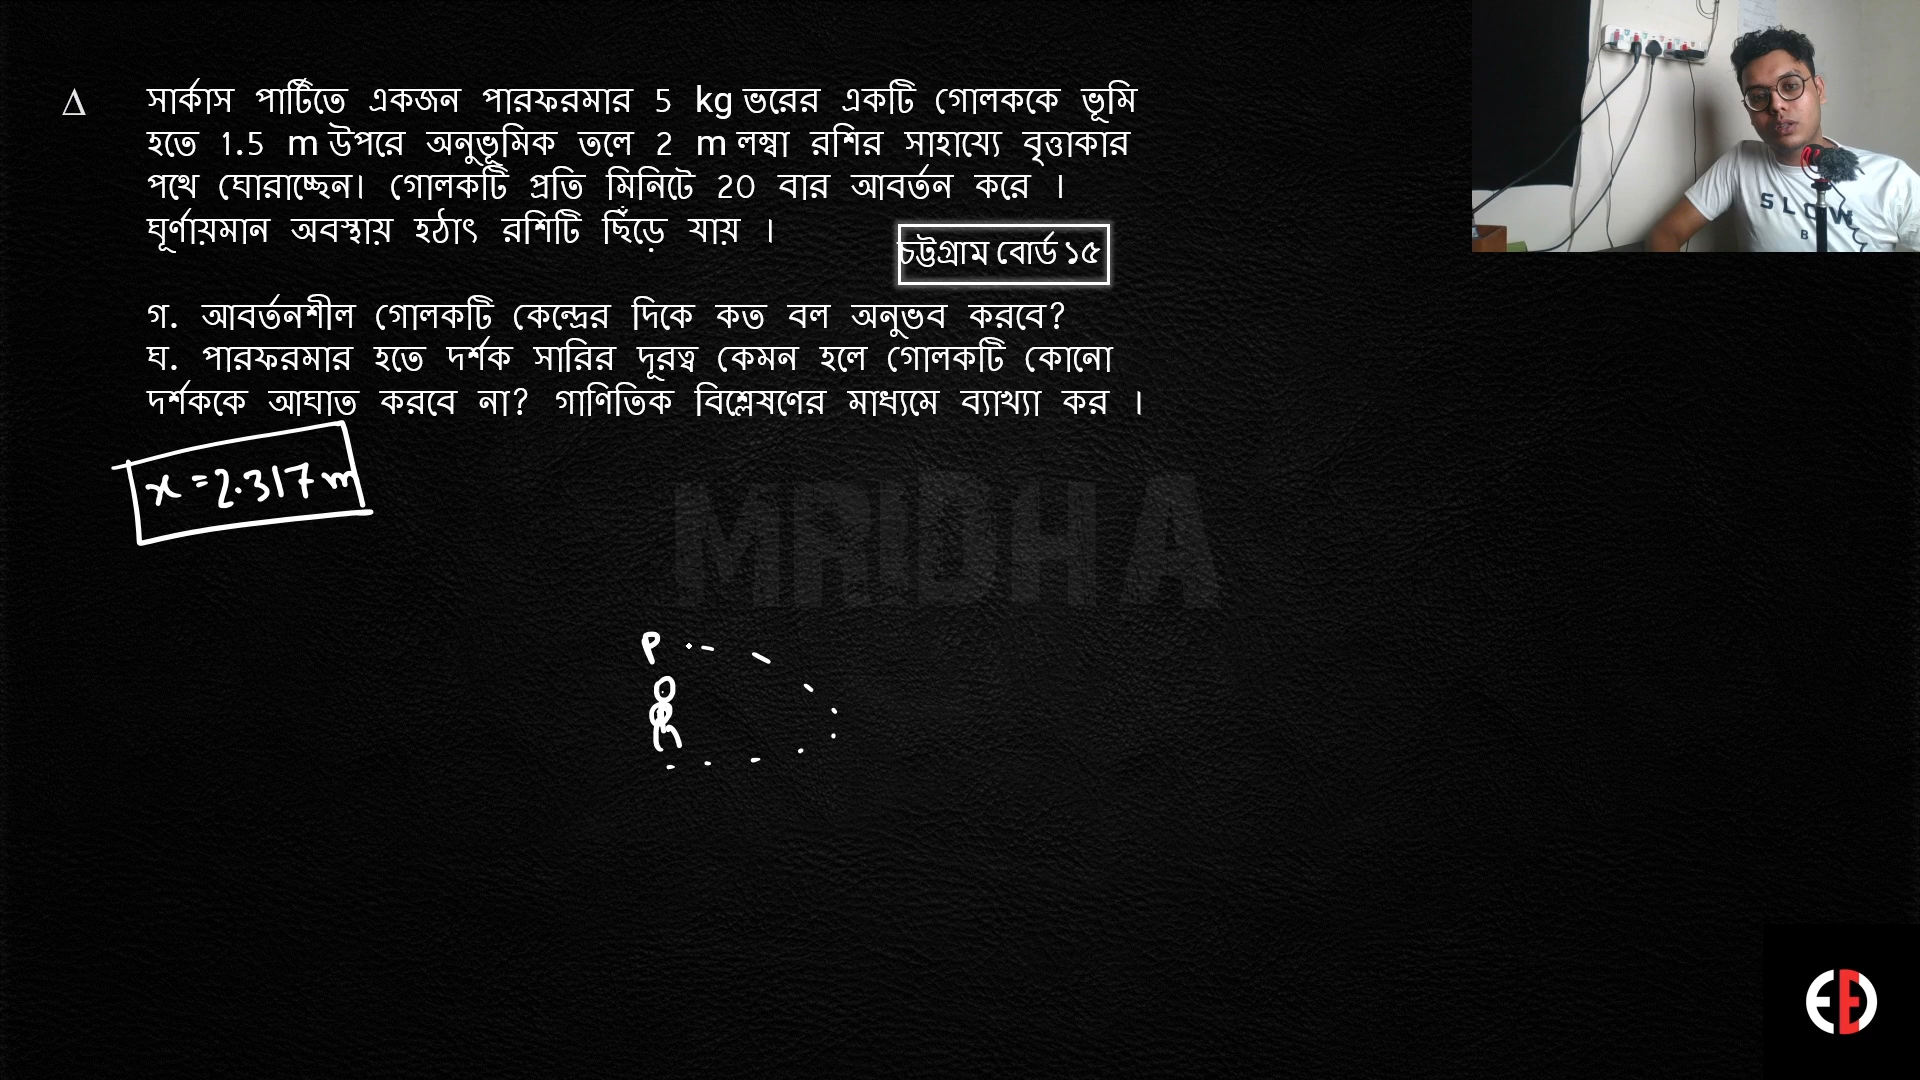 Δ সার্কাস পার্টিতে একজন পারফরমার 5 kg ভরের একটি গোলককে ভূমি
হতে 1.5 m উপরে অনুভূমিক তলে 2 m লম্বা রশির সাহায্যে বৃত্তাকার
পথে ঘোরাচ্ছেন। গোলকটি প্রতি মিনিটে 20 বার আবর্তন করে ।
ঘূর্ণায়মান অবস্থায় হঠাৎ রশিটি ছিঁড়ে যায় ।
চট্টগ্রাম বোর্ড ১৫
গ. আবর্তনশীল গোলকটি কেন্দ্রের দিকে কত বল অনুভব করবে?
ঘ. পারফরমার হতে দর্শক সারির দূরত্ব কেমন হলে গোলকটি কোনো
দর্শককে আঘাত করবে না? গাণিতিক বিশ্লেষণের মাধ্যমে ব্যাখ্যা কর ।
x = 2.317 m
MRIDHA
P
SLOW
B